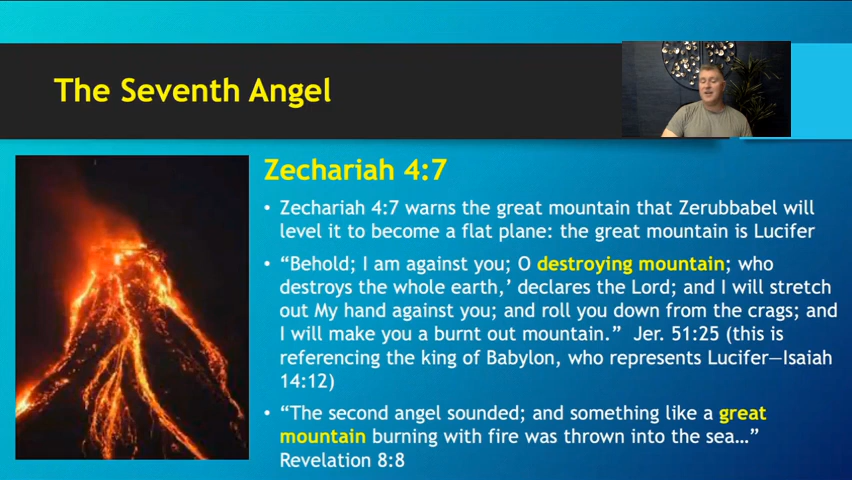 The Seventh Angel
Zechariah 4:7
• Zechariah 4:7 warns the great mountain that Zerubbabel will
level it to become a flat plane: the great mountain is Lucifer
• “Behold; I am against you; O destroying mountain; who
destroys the whole earth,’ declares the Lord; and I will stretch
out My hand against you; and roll you down from the crags; and
I will make you a burnt out mountain.” Jer. 51:25 (this is
referencing the king of Babylon, who represents Lucifer—Isaiah
14:12)
• “The second angel sounded; and something like a great
mountain burning with fire was thrown into the sea…”
Revelation 8:8